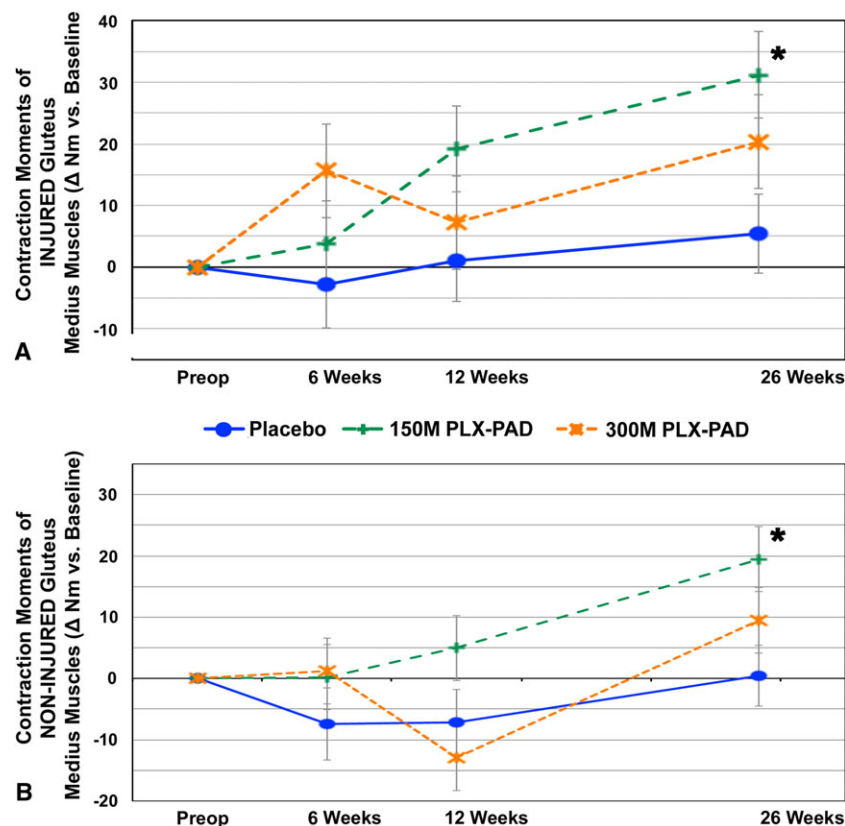 Contraction Moments of
INJURED Gluteus
Medius Muscles (Δ Nm vs. Baseline
40
30
20
10
0
-10
*
A
Preop 6 Weeks 12 Weeks 26 Weeks
Placebo 150M PLX-PAD 300M PLX-PAD
Contraction Moments of
NON-INJURED Gluteus
Medius Muscles (Δ Nm vs. Baseline)
30
20
10
0
-10
-20
*
B
Preop 6 Weeks 12 Weeks 26 Weeks